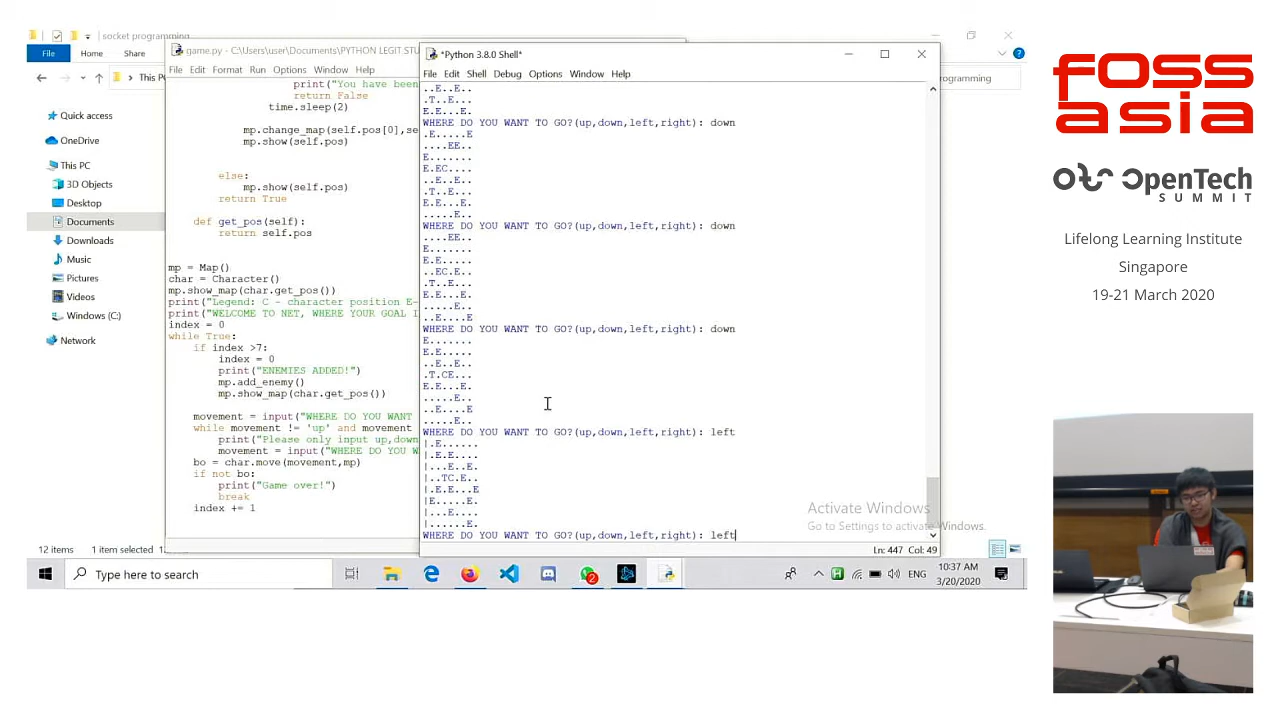 socket programming
File
Home
Share
This P
rogramming
Quick access
OneDrive
This PC
3D Objects
Desktop
Documents
Downloads
Music
Pictures
Videos
Windows (C:)
Network
12 items
1 item selected
game.py - C:\Users\user\Documents\PYTHON LEGIT STU
File Edit Format Run Options Window Help
print("You have been
return False
time.sleep(2)
mp.change_map(self.pos[0],se
mp.show(self.pos)
else:
mp.show(self.pos)
return True
def get_pos(self):
return self.pos
mp = Map()
char = Character()
mp.show_map(char.get_pos())
print("Legend: C - character position E-
print("WELCOME TO NET, WHERE YOUR GOAL I
index = 0
while True:
if index >7:
index = 0
print("ENEMIES ADDED!")
mp.add_enemy()
mp.show_map(char.get_pos())
movement = input("WHERE DO YOU WANT
while movement != 'up' and movement
print("Please only input up,down
movement = input("WHERE DO YOU W
bo = char.move(movement,mp)
if not bo:
print("Game over!")
break
index += 1
*Python 3.8.0 Shell*
File Edit Shell Debug Options Window Help
..E..E..
.T..E...
E.E...E.
WHERE DO YOU WANT TO GO?(up,down,left,right): down
.E.....E
....EE..
E.......
E.EC....
..E..E..
.T..E...
E.E...E.
.....E..
WHERE DO YOU WANT TO GO?(up,down,left,right): down
....EE..
E.......
E.E.....
..EC.E..
.T..E...
E.E...E.
.....E..
..E....E
WHERE DO YOU WANT TO GO?(up,down,left,right): down
E.......
E.E.....
..E..E..
.T.CE...
E.E...E.
.....E..
..E....E
.....E..
WHERE DO YOU WANT TO GO?(up,down,left,right): left
|.E......
|.E.E....
|...E..E.
|..TC.E..
|.E.E...E
|E.....E.
|...E....
|......E.
WHERE DO YOU WANT TO GO?(up,down,left,right): left
Ln: 447 Col: 49
Activate Windows
Go to Settings to activate Windows.
Type here to search
2
ENG
10:37 AM
3/20/2020
FOSS
asia
OpenTech
SUMMIT
Lifelong Learning Institute
Singapore
19-21 March 2020